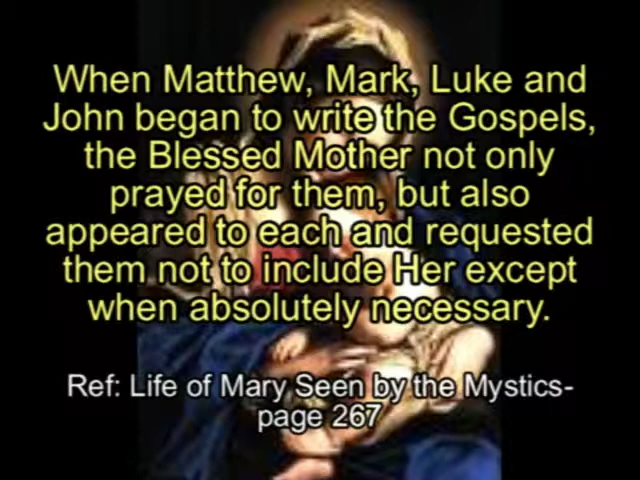 When Matthew, Mark, Luke and
John began to write the Gospels,
the Blessed Mother not only
prayed for them, but also
appeared to each and requested
them not to include Her except
when absolutely necessary.
Ref: Life of Mary Seen by the Mystics-
page 267